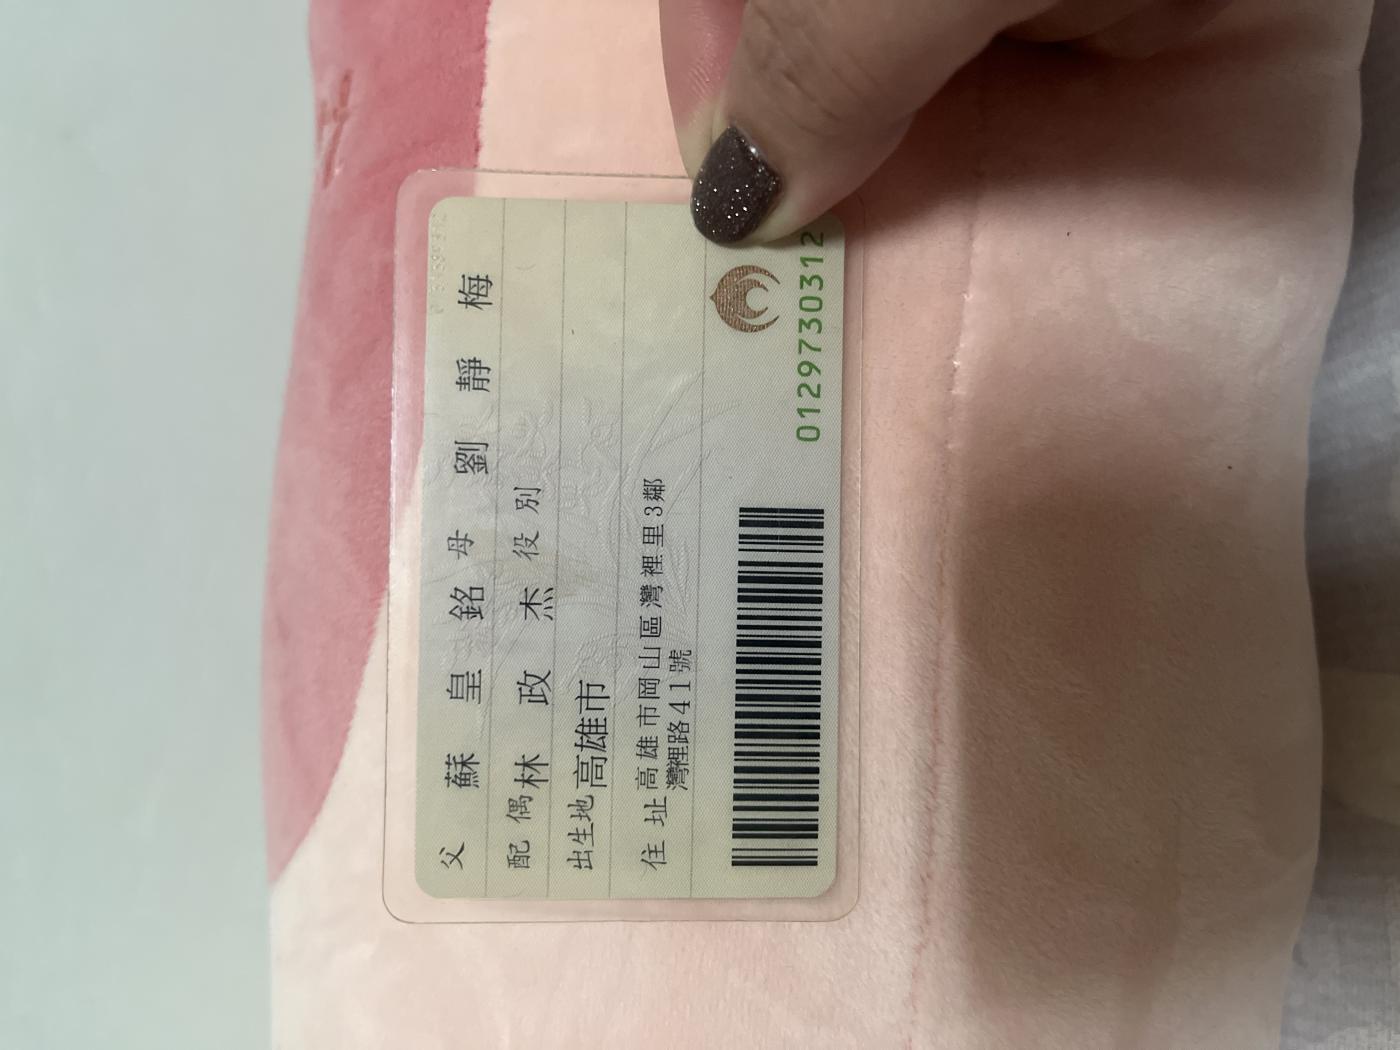 父 蘇皇銘 母 劉靜梅
配偶 林政杰 役別
出生地 高雄市
住址 高雄市岡山區灣裡里3鄰
灣裡路41號
0129730312